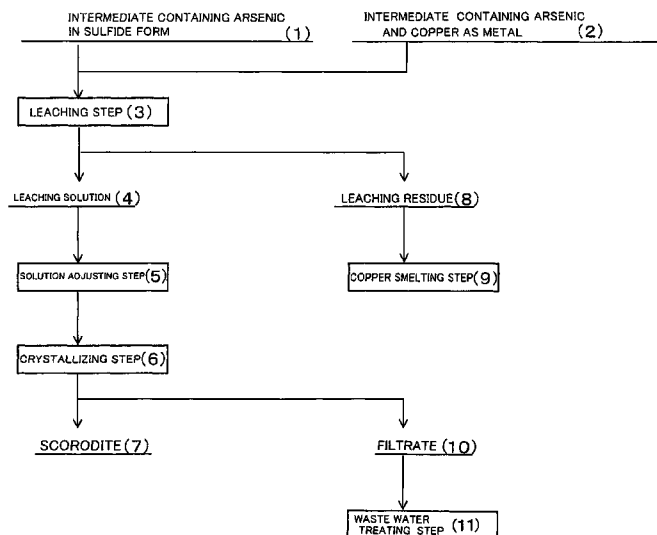 INTERMEDIATE CONTAINING ARSENIC
IN SULFIDE FORM (1)
INTERMEDIATE CONTAINING ARSENIC
AND COPPER AS METAL (2)
LEACHING STEP (3)
LEACHING SOLUTION (4)
LEACHING RESIDUE (8)
SOLUTION ADJUSTING STEP (5)
COPPER SMELTING STEP (9)
CRYSTALLIZING STEP (6)
SCORODITE (7)
FILTRATE (10)
WASTE WATER
TREATING STEP (11)